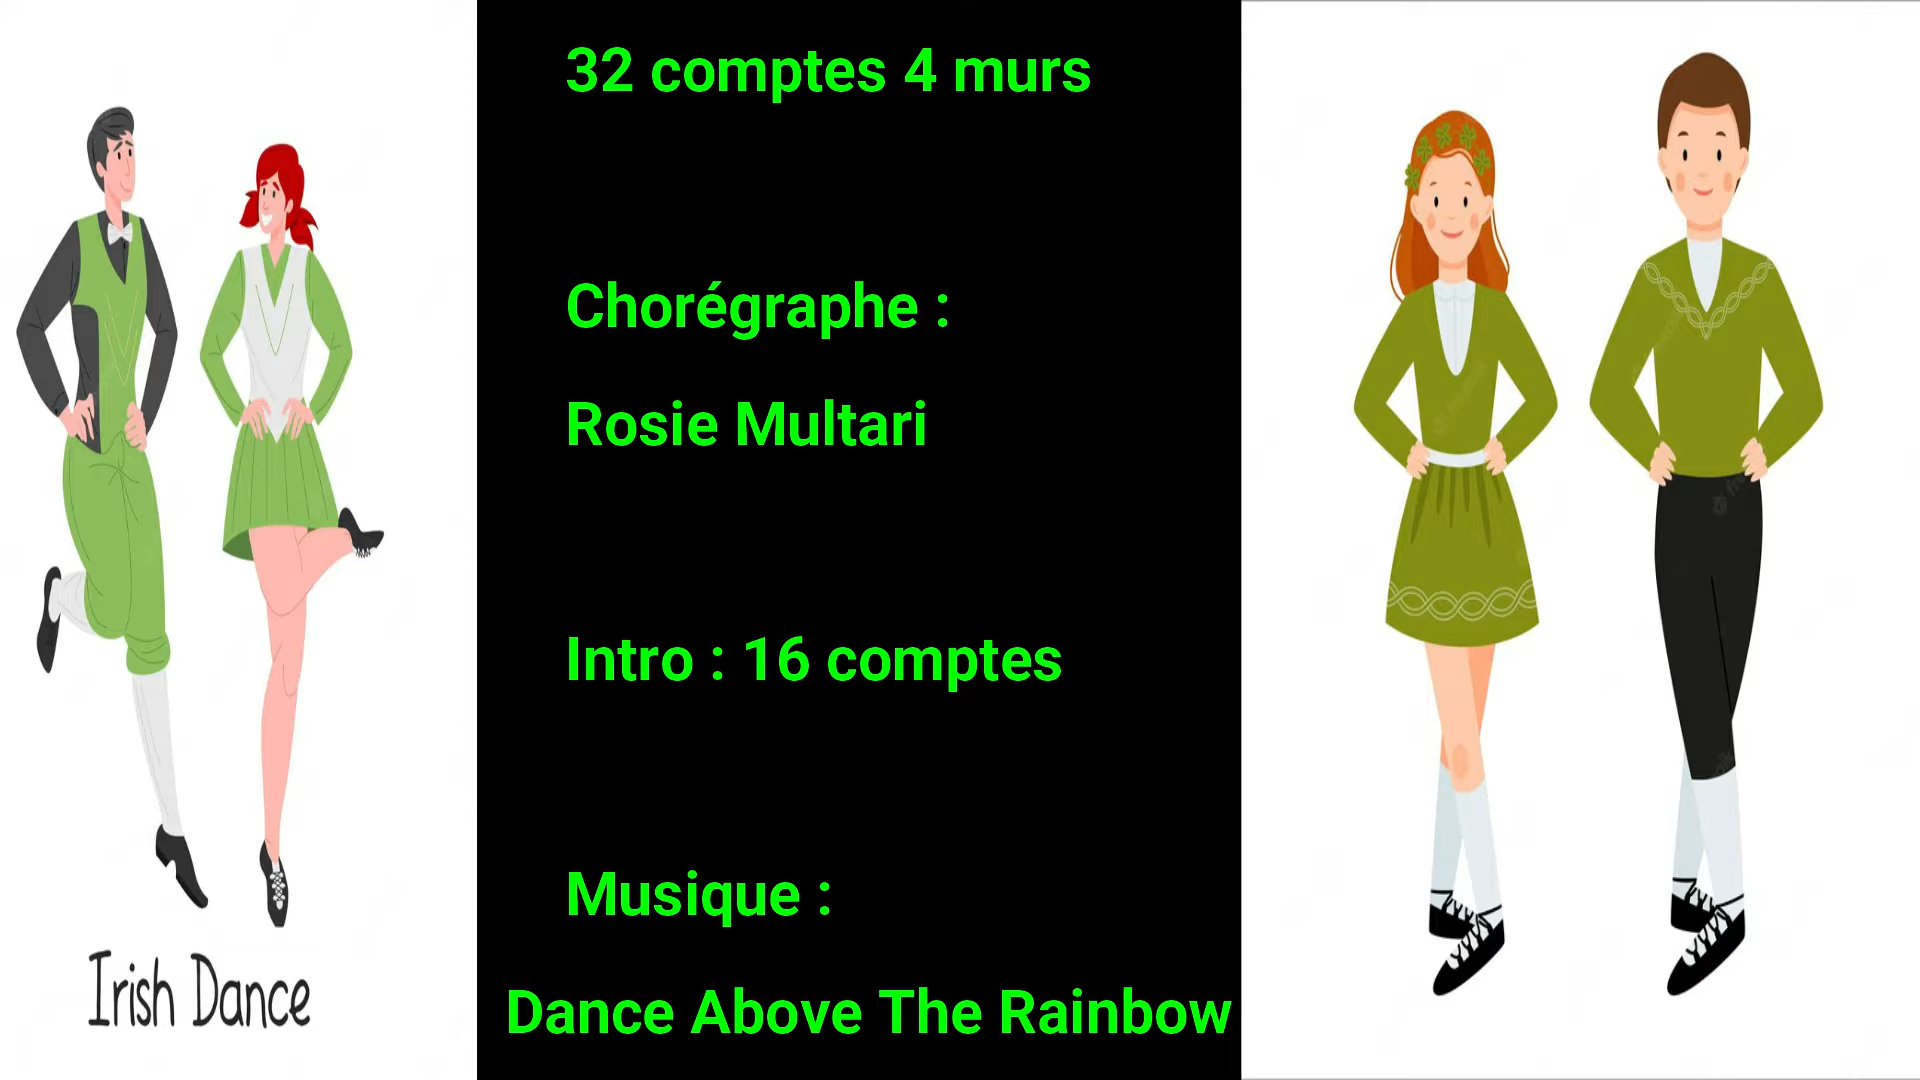 32 comptes 4 murs
Chorégraphe :
Rosie Multari
Intro : 16 comptes
Musique :
Dance Above The Rainbow
Irish Dance